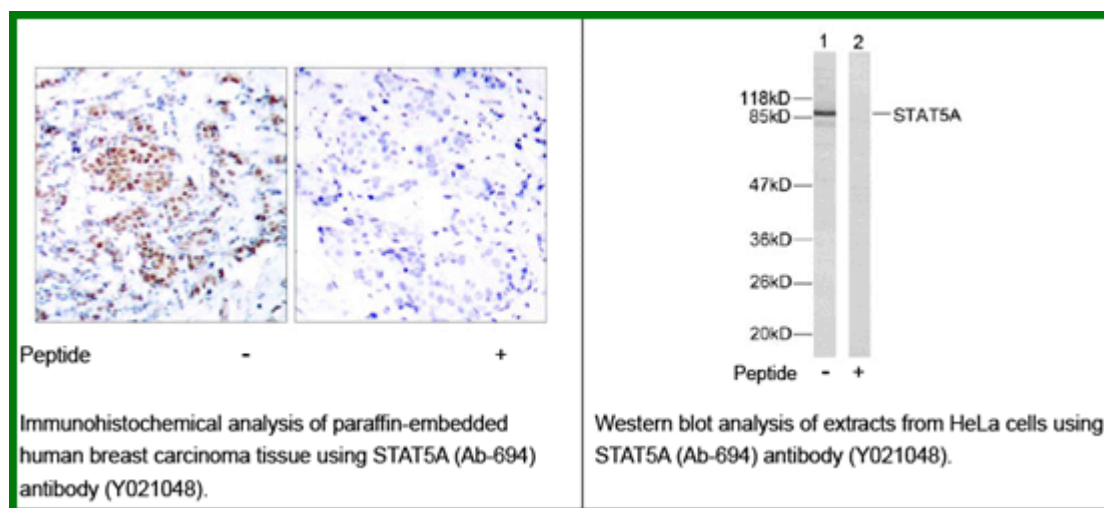 Peptide - +
Immunohistochemical analysis of paraffin-embedded
human breast carcinoma tissue using STAT5A (Ab-694)
antibody (Y021048).
1 2
118kD
85kD
STAT5A
47kD
36kD
26kD
20kD
Peptide - +
Western blot analysis of extracts from HeLa cells using
STAT5A (Ab-694) antibody (Y021048).